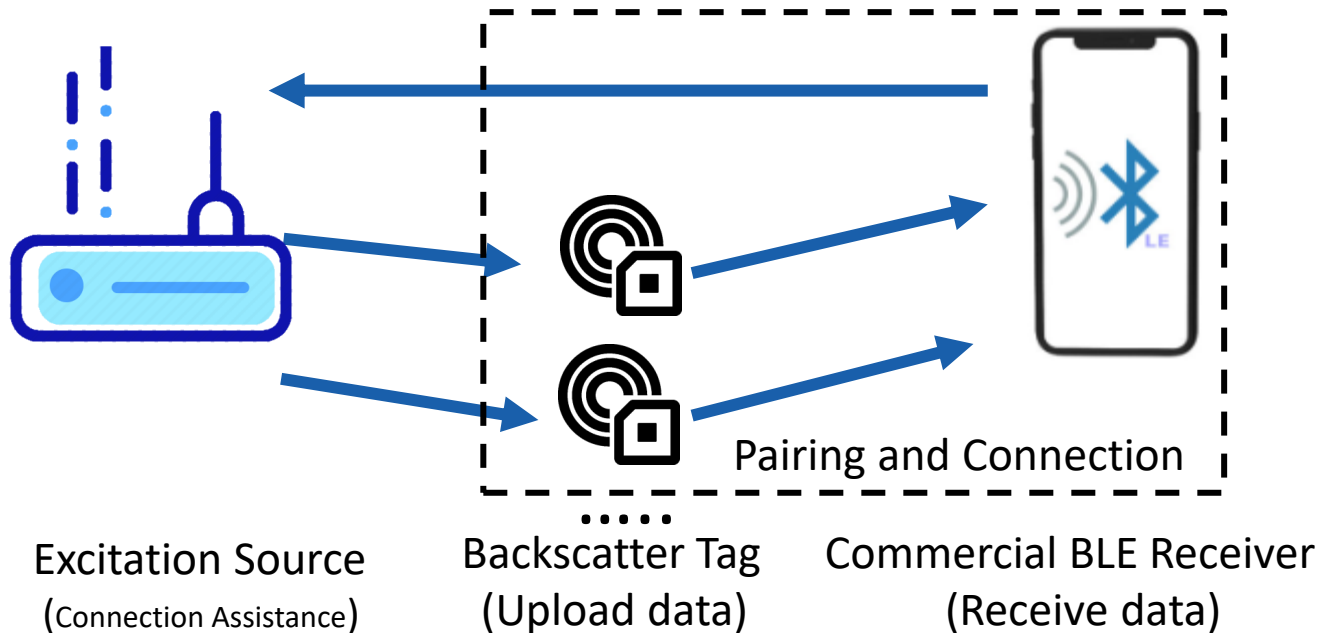 LE
Pairing and Connection
.....
Excitation Source
(Connection Assistance)
Backscatter Tag
(Upload data)
Commercial BLE Receiver
(Receive data)